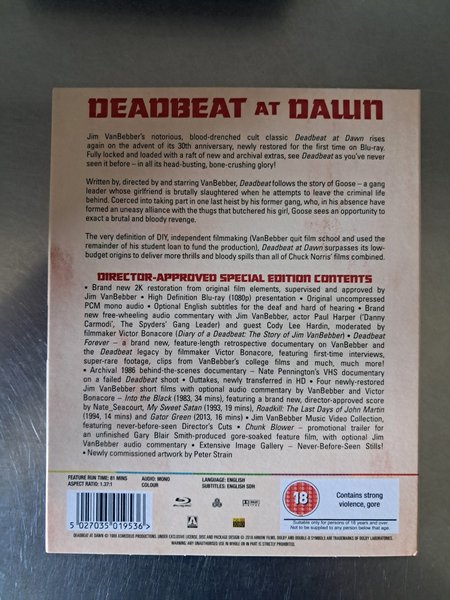 DEADBEAT AT DAWN
Jim VanBebber's notorious, blood-drenched cult classic Deadbeat at Dawn rises
again on the advent of its 30th anniversary, newly restored for the first time on Blu-ray.
Fully locked and loaded with a raft of new and archival extras, see Deadbeat as you've never
seen it before – in all its head-busting, bone-crushing glory!
Written by, directed by and starring VanBebber, Deadbeat follows the story of Goose – a gang
leader whose girlfriend is brutally slaughtered when he attempts to leave the criminal life
behind. Coerced into taking part in one last heist by his former gang, who, in his absence have
formed an uneasy alliance with the thugs that butchered his girl, Goose sees an opportunity to
exact a brutal and bloody revenge.
The very definition of DIY, independent filmmaking (VanBebber quit film school and used the
remainder of his student loan to fund the production), Deadbeat at Dawn surpasses its low-
budget origins to deliver more thrills and bloody spills than all of Chuck Norris' films combined.
DIRECTOR-APPROVED SPECIAL EDITION CONTENTS
• Brand new 2K restoration from original film elements, supervised and approved by
Jim VanBebber • High Definition Blu-ray (1080p) presentation • Original uncompressed
PCM mono audio • Optional English subtitles for the deaf and hard of hearing • Brand
new free-wheeling audio commentary with Jim VanBebber, actor Paul Harper ('Danny
Carmodi', The Spyders' Gang Leader) and guest Cody Lee Hardin, moderated by
filmmaker Victor Bonacore (Diary of a Deadbeat: The Story of Jim VanBebber) • Deadbeat
Forever – a brand new, feature-length retrospective documentary on VanBebber and
the Deadbeat legacy by filmmaker Victor Bonacore, featuring first-time interviews,
super-rare footage, clips from VanBebber's college films and much, much more!
• Archival 1986 behind-the-scenes documentary – Nate Pennington's VHS documentary
on a failed Deadbeat shoot • Outtakes, newly transferred in HD • Four newly-restored
Jim VanBebber short films with optional audio commentary by VanBebber and Victor
Bonacore – Into the Black (1983, 34 mins), featuring a brand new, director-approved score
by Nate_Seacourt, My Sweet Satan (1993, 19 mins), Roadkill: The Last Days of John Martin
(1994, 14 mins) and Gator Green (2013, 16 mins) • Jim VanBebber Music Video Collection,
featuring never-before-seen Director's Cuts • Chunk Blower – promotional trailer for
an unfinished Gary Blair Smith-produced gore-soaked feature film, with optional Jim
VanBebber audio commentary • Extensive Image Gallery – Never-Before-Seen Stills!
• Newly commissioned artwork by Peter Strain
FEATURE RUN TIME: 81 MINS
ASPECT RATIO: 1.37:1
AUDIO: MONO
COLOUR
LANGUAGE: ENGLISH
SUBTITLES: ENGLISH SDH
5 027035 019536
18
Contains strong
violence, gore
Suitable only for persons of 18 years and over.
Not to be supplied to any person below that age.